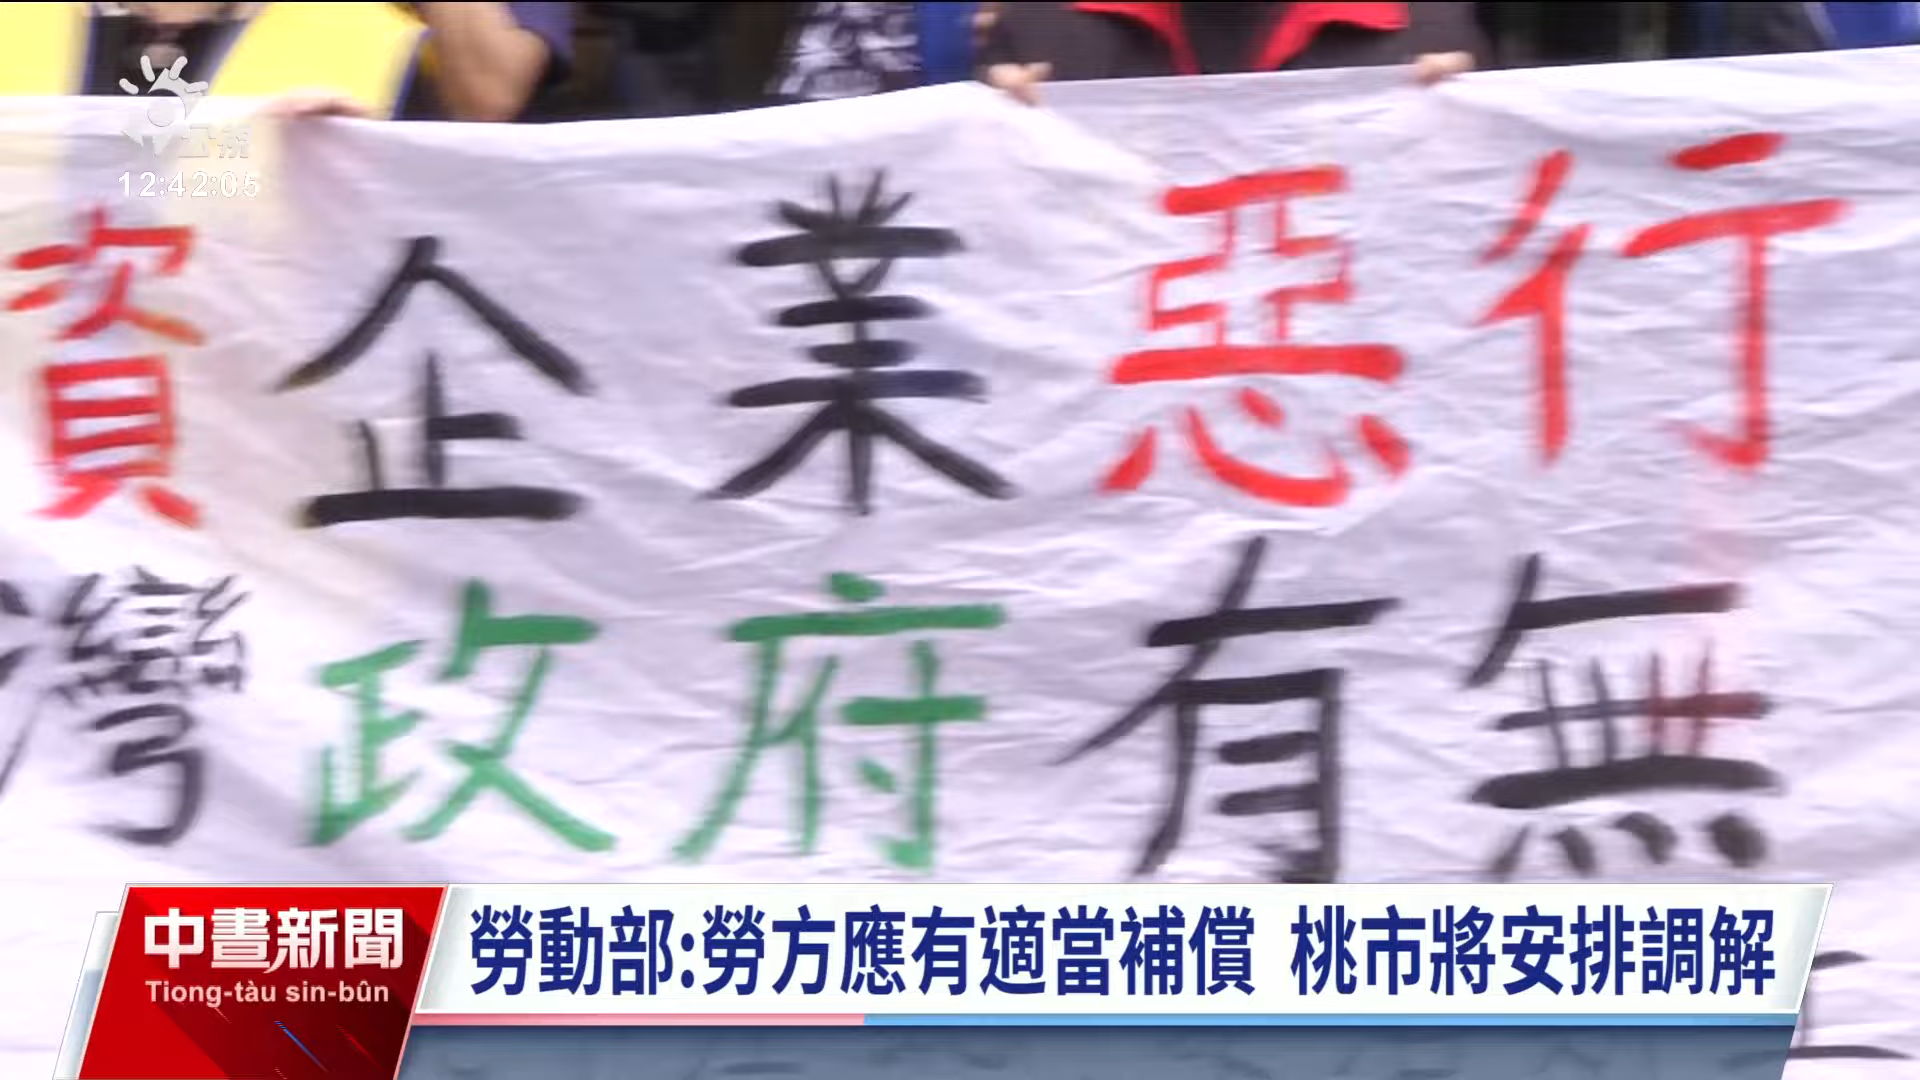 公視
12:42:05
資企業惡行
灣政府有無
中晝新聞
Tiong-tàu sin-bûn
勞動部:勞方應有適當補償 桃市將安排調解